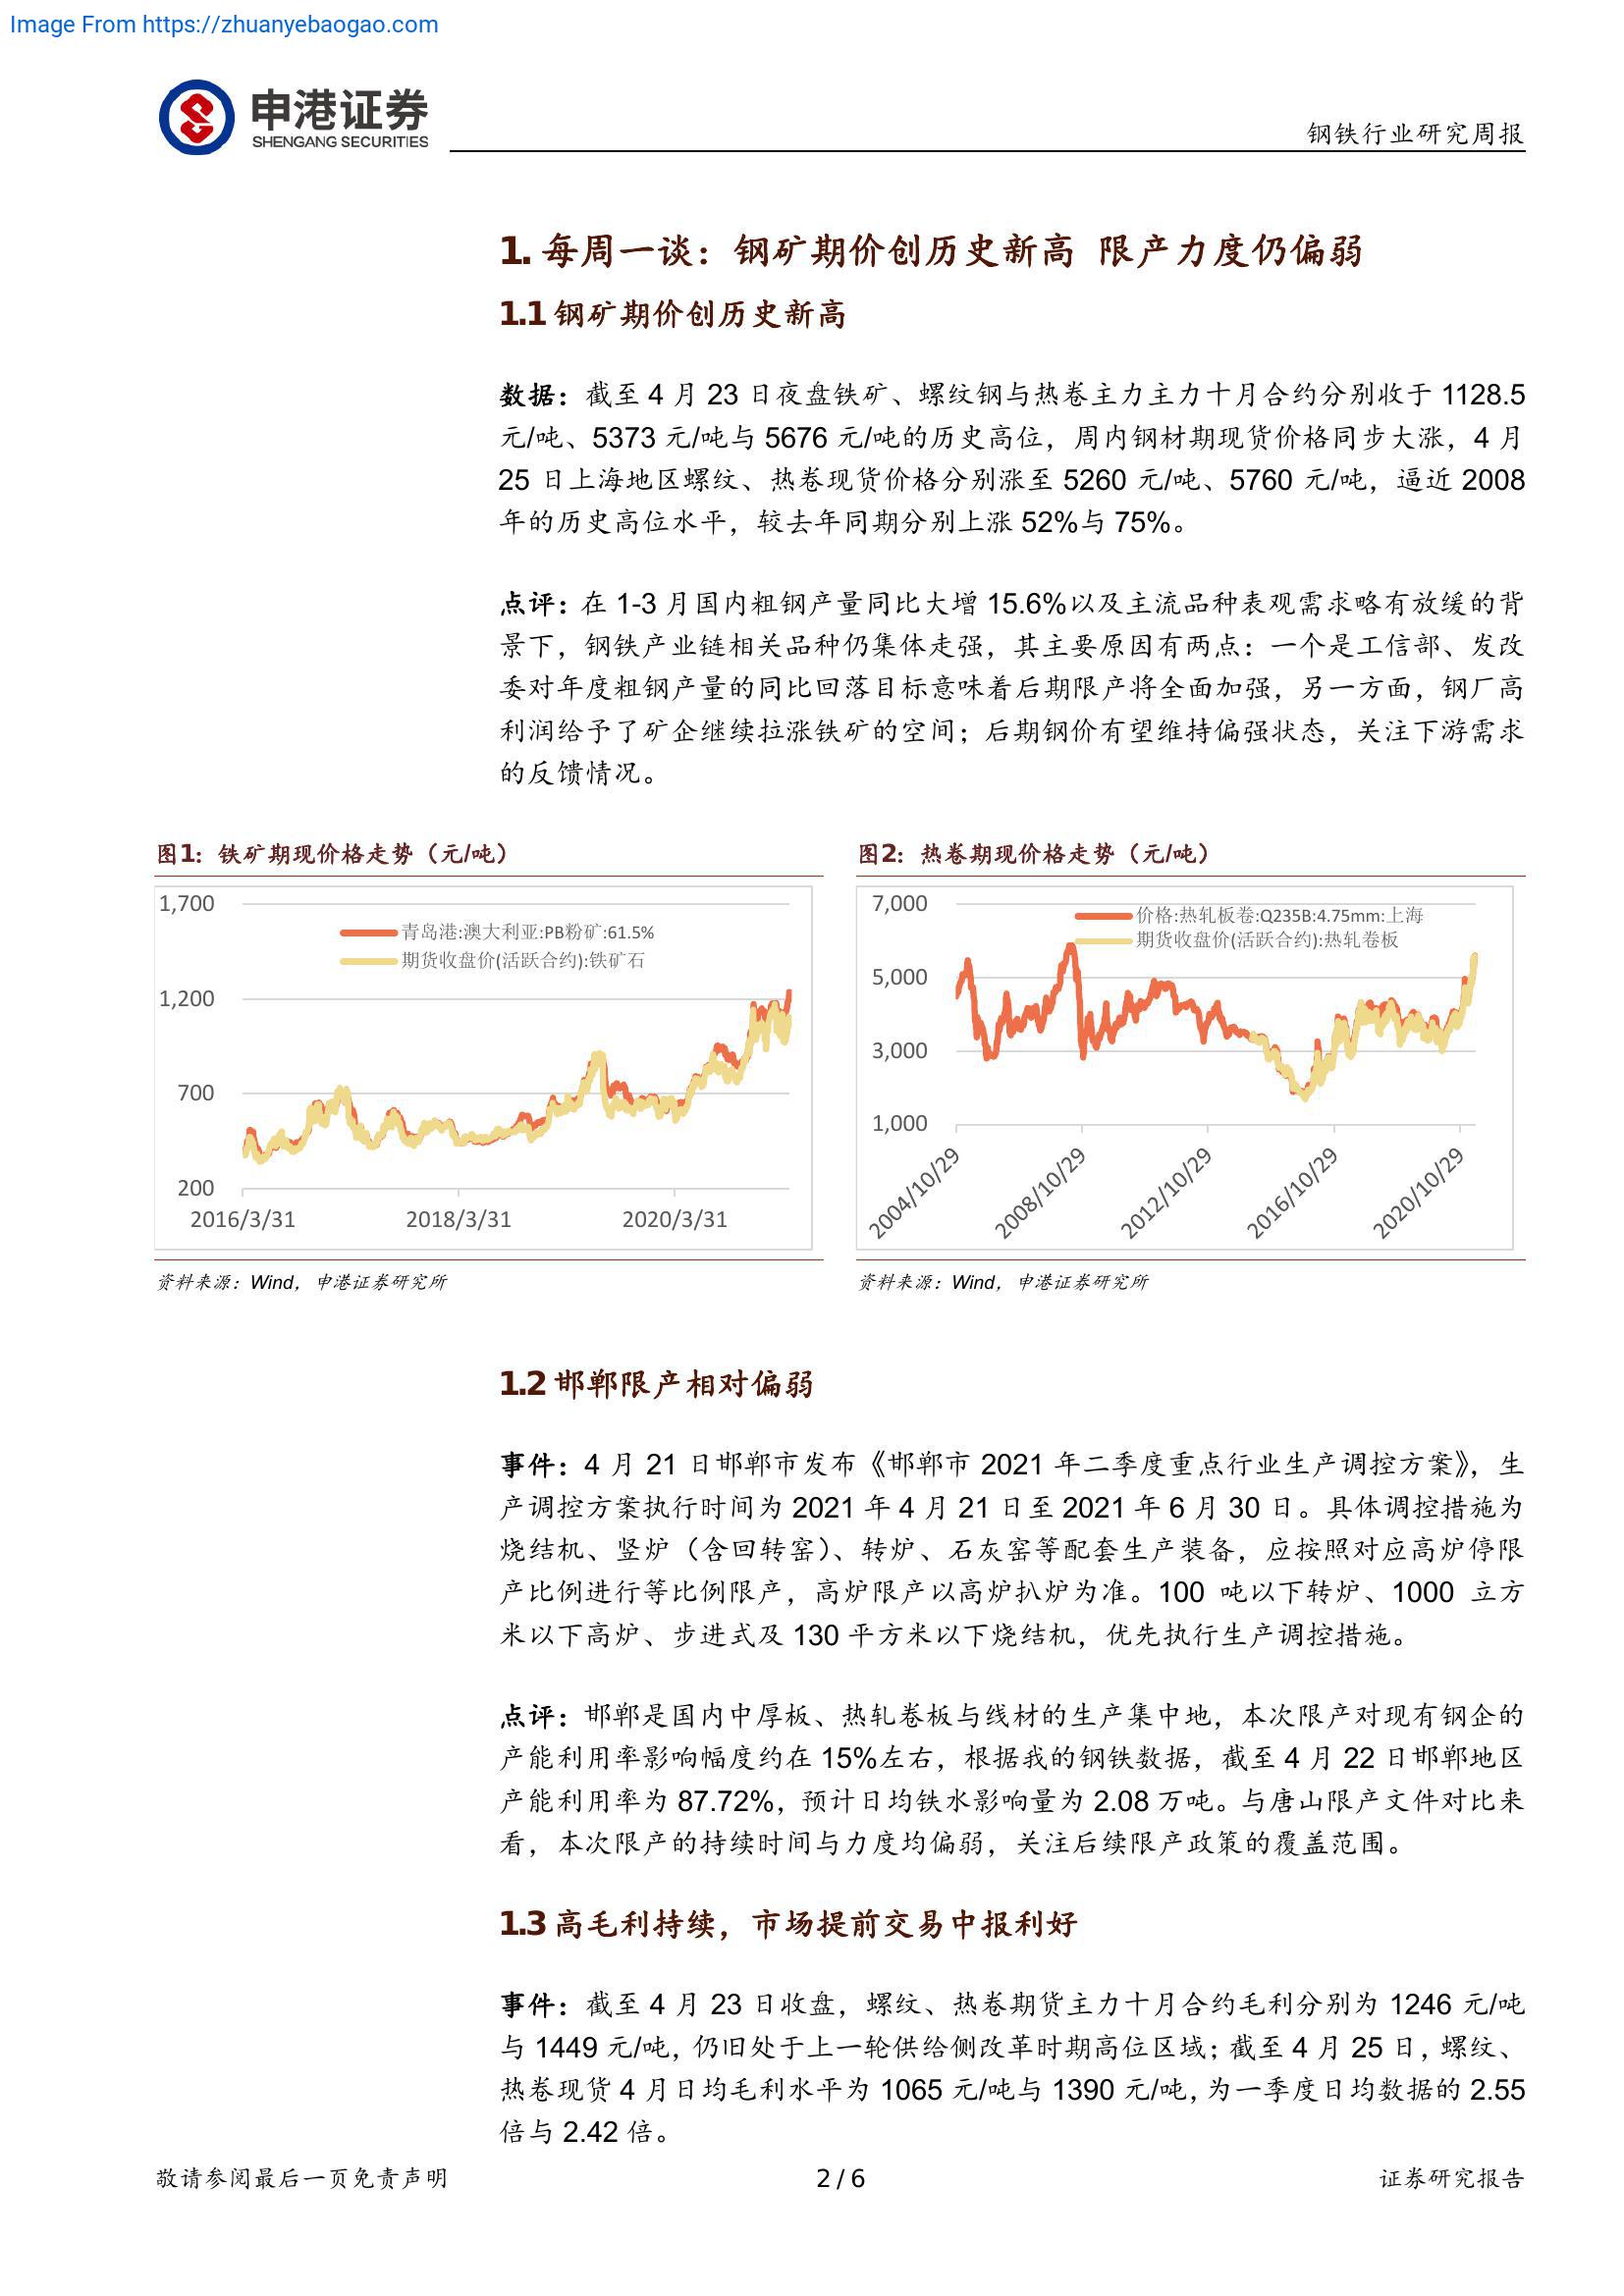 Image From https://zhuanyebaogao.com
申港证券
SHENGANG SECURITIES
钢铁行业研究周报
1. 每周一谈：钢矿期价创历史新高 限产力度仍偏弱
1.1 钢矿期价创历史新高
数据：截至 4 月 23 日夜盘铁矿、螺纹钢与热卷主力主力十月合约分别收于 1128.5
元/吨、5373 元/吨与 5676 元/吨的历史高位，周内钢材期现货价格同步大涨，4 月
25 日上海地区螺纹、热卷现货价格分别涨至 5260 元/吨、5760 元/吨，逼近 2008
年的历史高位水平，较去年同期分别上涨 52%与 75%。
点评：在 1-3 月国内粗钢产量同比大增 15.6%以及主流品种表观需求略有放缓的背
景下，钢铁产业链相关品种仍集体走强，其主要原因有两点：一个是工信部、发改
委对年度粗钢产量的同比回落目标意味着后期限产将全面加强，另一方面，钢厂高
利润给予了矿企继续拉涨铁矿的空间；后期钢价有望维持偏强状态，关注下游需求
的反馈情况。
图1：铁矿期现价格走势（元/吨）
1,700
1,200
700
200
青岛港:澳大利亚:PB粉矿:61.5%
期货收盘价(活跃合约):铁矿石
2016/3/31
2018/3/31
2020/3/31
资料来源：Wind，申港证券研究所
图2：热卷期现价格走势（元/吨）
7,000
5,000
3,000
1,000
价格:热轧板卷:Q235B:4.75mm:上海
期货收盘价(活跃合约):热轧卷板
2004/10/29
2008/10/29
2012/10/29
2016/10/29
2020/10/29
资料来源：Wind，申港证券研究所
1.2 邯郸限产相对偏弱
事件：4 月 21 日邯郸市发布《邯郸市 2021 年二季度重点行业生产调控方案》，生
产调控方案执行时间为 2021 年 4 月 21 日至 2021 年 6 月 30 日。具体调控措施为
烧结机、竖炉（含回转窑）、转炉、石灰窑等配套生产装备，应按照对应高炉停限
产比例进行等比例限产，高炉限产以高炉扒炉为准。100 吨以下转炉、1000 立方
米以下高炉、步进式及 130 平方米以下烧结机，优先执行生产调控措施。
点评：邯郸是国内中厚板、热轧卷板与线材的生产集中地，本次限产对现有钢企的
产能利用率影响幅度约在 15%左右，根据我的钢铁数据，截至 4 月 22 日邯郸地区
产能利用率为 87.72%，预计日均铁水影响量为 2.08 万吨。与唐山限产文件对比来
看，本次限产的持续时间与力度均偏弱，关注后续限产政策的覆盖范围。
1.3 高毛利持续，市场提前交易中报利好
事件：截至 4 月 23 日收盘，螺纹、热卷期货主力十月合约毛利分别为 1246 元/吨
与 1449 元/吨，仍旧处于上一轮供给侧改革时期高位区域；截至 4 月 25 日，螺纹、
热卷现货 4 月日均毛利水平为 1065 元/吨与 1390 元/吨，为一季度日均数据的 2.55
倍与 2.42 倍。
敬请参阅最后一页免责声明
2 / 6
证券研究报告